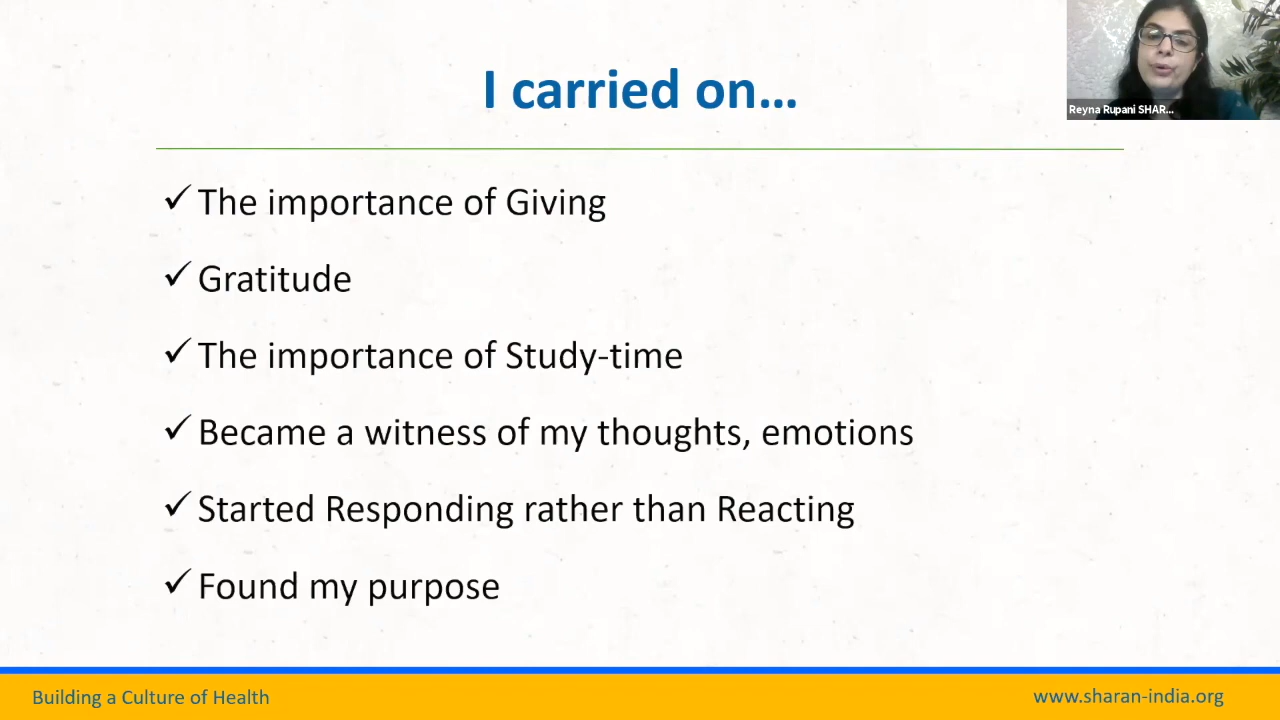 I carried on...
Reyna Rupani SHAR...
✓ The importance of Giving
✓ Gratitude
✓ The importance of Study-time
✓ Became a witness of my thoughts, emotions
✓ Started Responding rather than Reacting
✓ Found my purpose
Building a Culture of Health
www.sharan-india.org